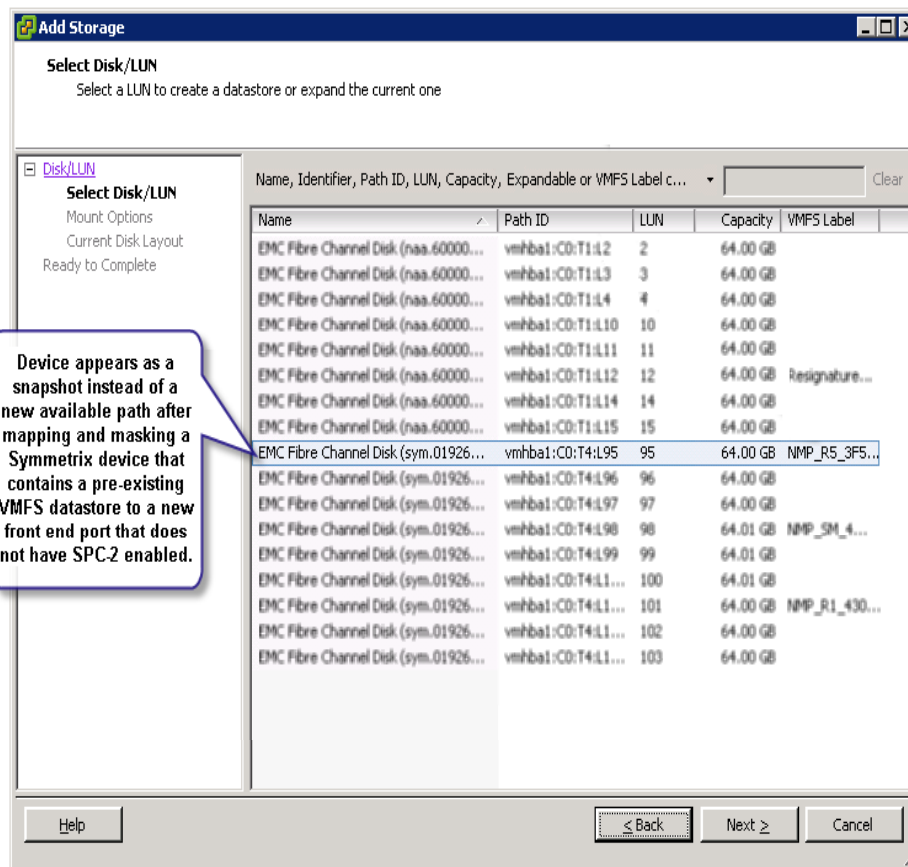 Add Storage
Select Disk/LUN
Select a LUN to create a datastore or expand the current one
Disk/LUN
Select Disk/LUN
Mount Options
Current Disk Layout
Ready to Complete
Name, Identifier, Path ID, LUN, Capacity, Expandable or VMFS Label c...
Clear
Name Path ID LUN Capacity VMFS Label
EMC Fibre Channel Disk (naa.60000... vmhba1:C0:T1:L2 2 64.00 GB
EMC Fibre Channel Disk (naa.60000... vmhba1:C0:T1:L3 3 64.00 GB
EMC Fibre Channel Disk (naa.60000... vmhba1:C0:T1:L4 4 64.00 GB
EMC Fibre Channel Disk (naa.60000... vmhba1:C0:T1:L10 10 64.00 GB
EMC Fibre Channel Disk (naa.60000... vmhba1:C0:T1:L11 11 64.00 GB
EMC Fibre Channel Disk (naa.60000... vmhba1:C0:T1:L12 12 64.00 GB Resignature...
EMC Fibre Channel Disk (naa.60000... vmhba1:C0:T1:L14 14 64.00 GB
EMC Fibre Channel Disk (naa.60000... vmhba1:C0:T1:L15 15 64.00 GB
EMC Fibre Channel Disk (sym.01926... vmhba1:C0:T4:L95 95 64.00 GB NMP_R5_3F5...
EMC Fibre Channel Disk (sym.01926... vmhba1:C0:T4:L96 96 64.00 GB
EMC Fibre Channel Disk (sym.01926... vmhba1:C0:T4:L97 97 64.00 GB
EMC Fibre Channel Disk (sym.01926... vmhba1:C0:T4:L98 98 64.01 GB NMP_SM_4...
EMC Fibre Channel Disk (sym.01926... vmhba1:C0:T4:L99 99 64.01 GB
EMC Fibre Channel Disk (sym.01926... vmhba1:C0:T4:L1... 100 64.01 GB
EMC Fibre Channel Disk (sym.01926... vmhba1:C0:T4:L1... 101 64.00 GB NMP_R1_430...
EMC Fibre Channel Disk (sym.01926... vmhba1:C0:T4:L1... 102 64.00 GB
EMC Fibre Channel Disk (sym.01926... vmhba1:C0:T4:L1... 103 64.00 GB
Device appears as a
snapshot instead of a
new available path after
mapping and masking a
Symmetrix device that
contains a pre-existing
VMFS datastore to a new
front end port that does
not have SPC-2 enabled.
Help
< Back
Next >
Cancel